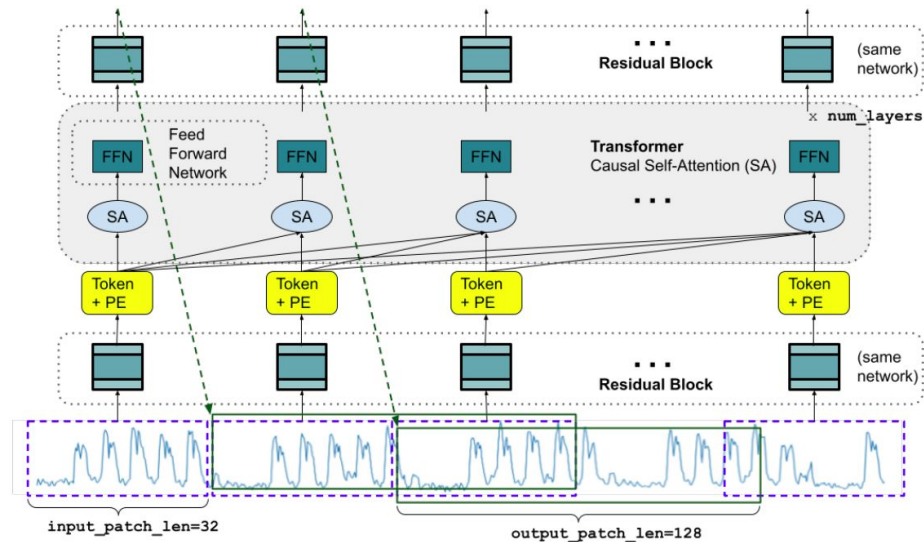 • • •
Residual Block
(same
network)
x num_layers
Feed
Forward
Network
Transformer
Causal Self-Attention (SA)
FFN
FFN
FFN
FFN
• • •
SA
SA
SA
SA
Token
+ PE
Token
+ PE
Token
+ PE
Token
+ PE
• • •
Residual Block
(same
network)
input_patch_len=32
output_patch_len=128